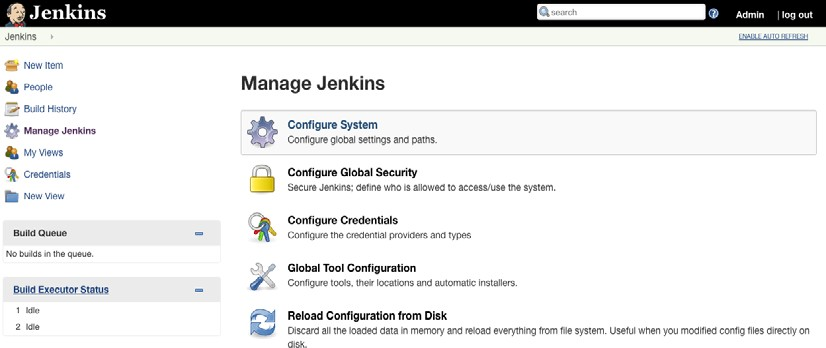 Jenkins
search
Admin | log out
Jenkins
ENABLE AUTO REFRESH
New Item
People
Build History
Manage Jenkins
My Views
Credentials
New View
Build Queue
No builds in the queue.
Build Executor Status
1 Idle
2 Idle
Manage Jenkins
Configure System
Configure global settings and paths.
Configure Global Security
Secure Jenkins; define who is allowed to access/use the system.
Configure Credentials
Configure the credential providers and types
Global Tool Configuration
Configure tools, their locations and automatic installers.
Reload Configuration from Disk
Discard all the loaded data in memory and reload everything from file system. Useful when you modified config files directly on
disk.